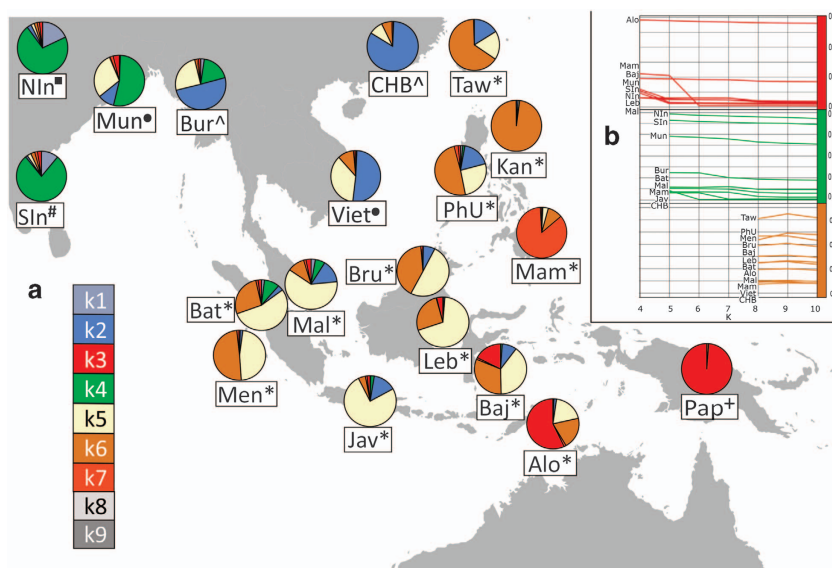 NIn■
Mun●
Bur^
CHB^
Taw*
Kan*
SIn#
Viet●
PhU*
Mam*
a
Bru*
Bat*
Mal*
Leb*
Men*
Baj*
Pap+
Jav*
Alo*
k1
k2
k3
k4
k5
k6
k7
k8
k9
b
Alo
Mam
Baj
Mun
SIn
NIn
Leb
Mal
NIn
SIn
Mun
Bur
Bat
Mal
Mam
Jav
CHB
Taw
PhU
Men
Bru
Baj
Leb
Bat
Alo
Mal
Mam
Viet
CHB
4 5 6 7 8 9 10
K